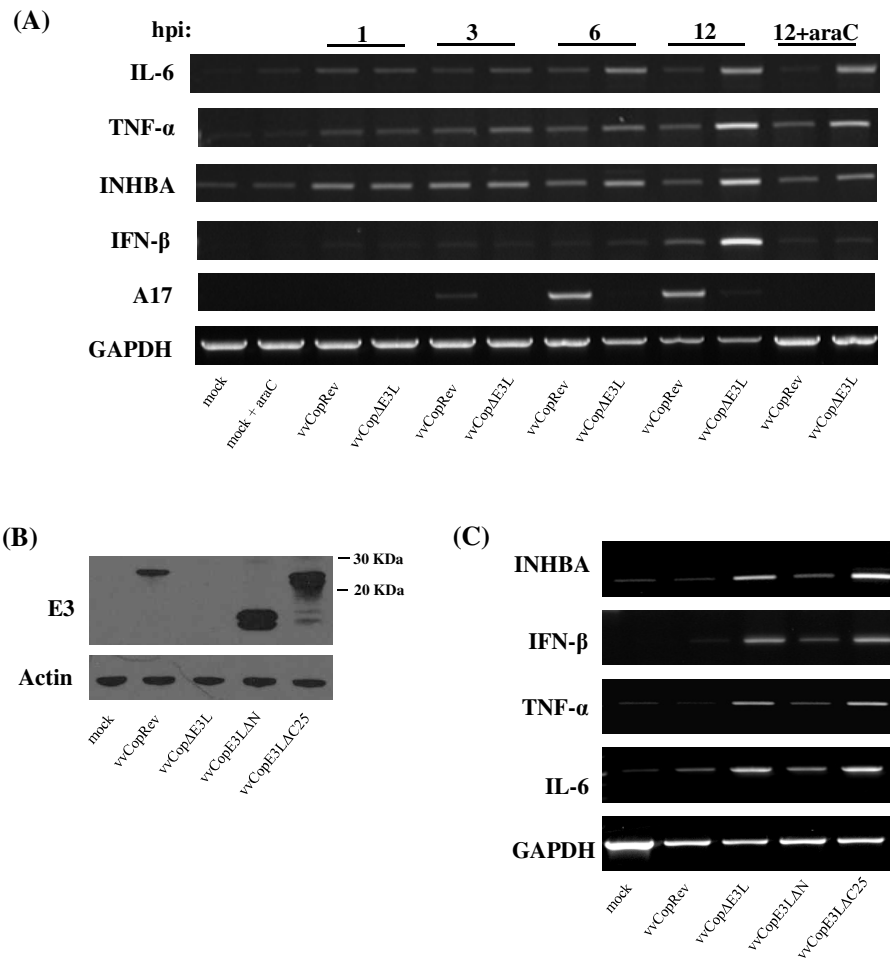 (A)
hpi: 1 3 6 12 12+araC
IL-6
TNF-α
INHBA
IFN-β
A17
GAPDH
mock
mock + araC
vvCopRev
vvCopΔE3L
vvCopRev
vvCopΔE3L
vvCopRev
vvCopΔE3L
vvCopRev
vvCopΔE3L
vvCopRev
vvCopΔE3L
(B)
30 KDa
E3
20 KDa
Actin
mock
vvCopRev
vvCopΔE3L
vvCopE3LΔN
vvCopE3LΔC25
(C)
INHBA
IFN-β
TNF-α
IL-6
GAPDH
mock
vvCopRev
vvCopΔE3L
vvCopE3LΔN
vvCopE3LΔC25